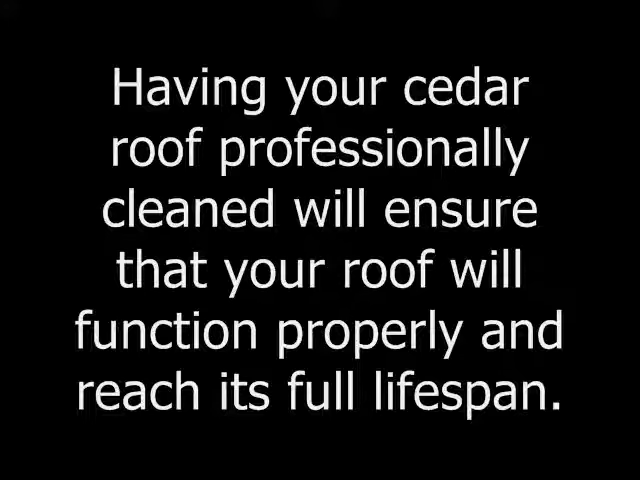 Having your cedar
roof professionally
cleaned will ensure
that your roof will
function properly and
reach its full lifespan.